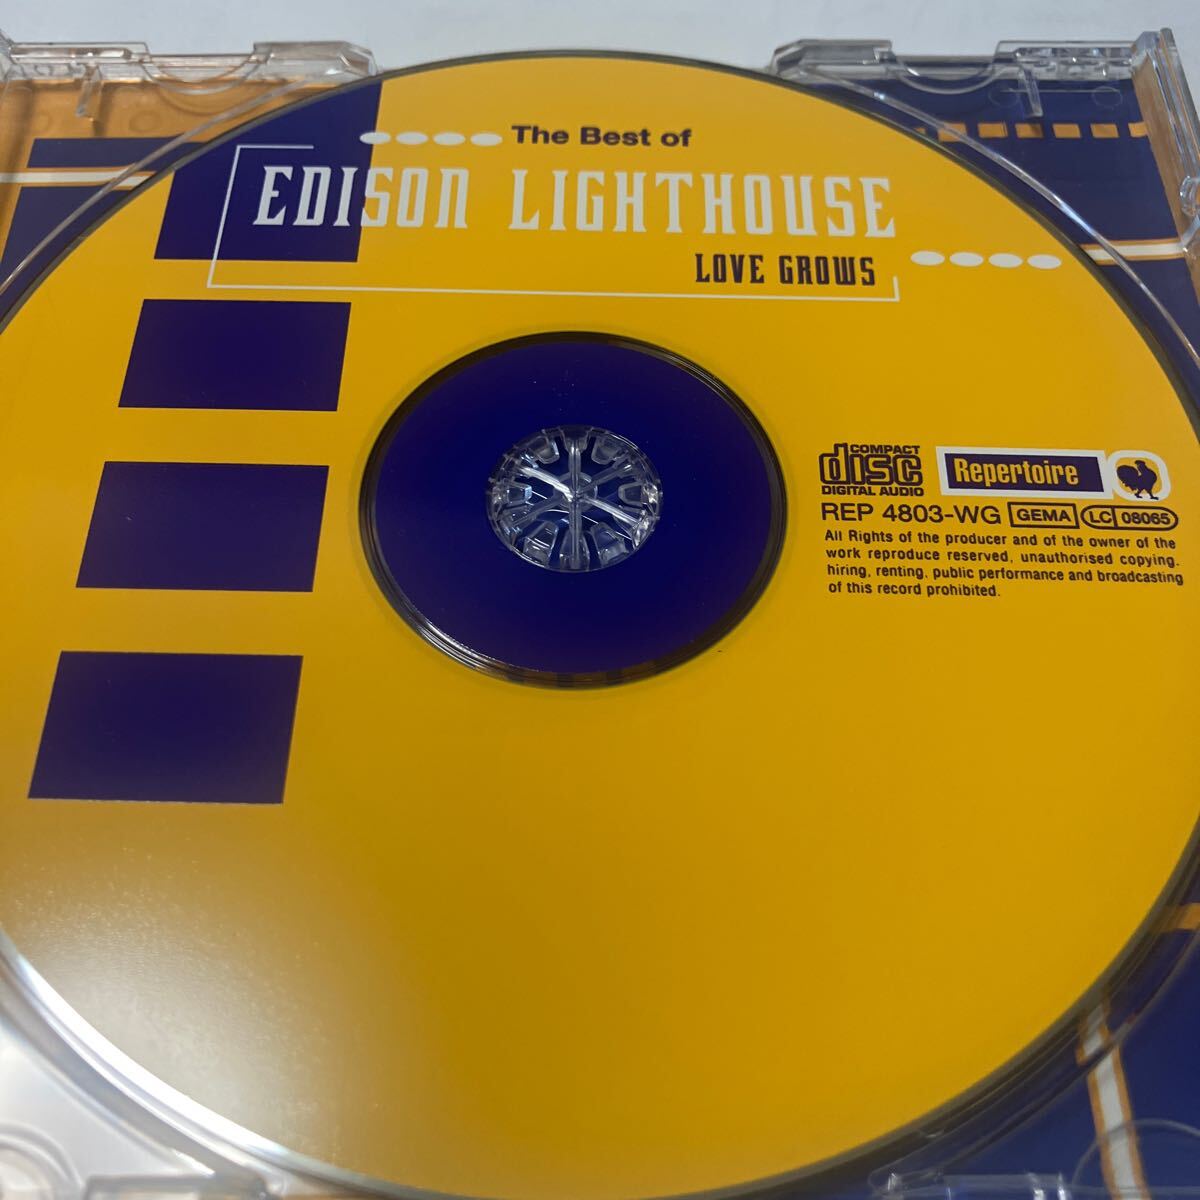 The Best of
EDISON LIGHTHOUSE
LOVE GROWS
COMPACT
disc
DIGITAL AUDIO
Repertoire
REP 4803-WG GEMA LC 08065
All Rights of the producer and of the owner of the
work reproduce reserved, unauthorised copying.
hiring, renting, public performance and broadcasting
of this record prohibited.